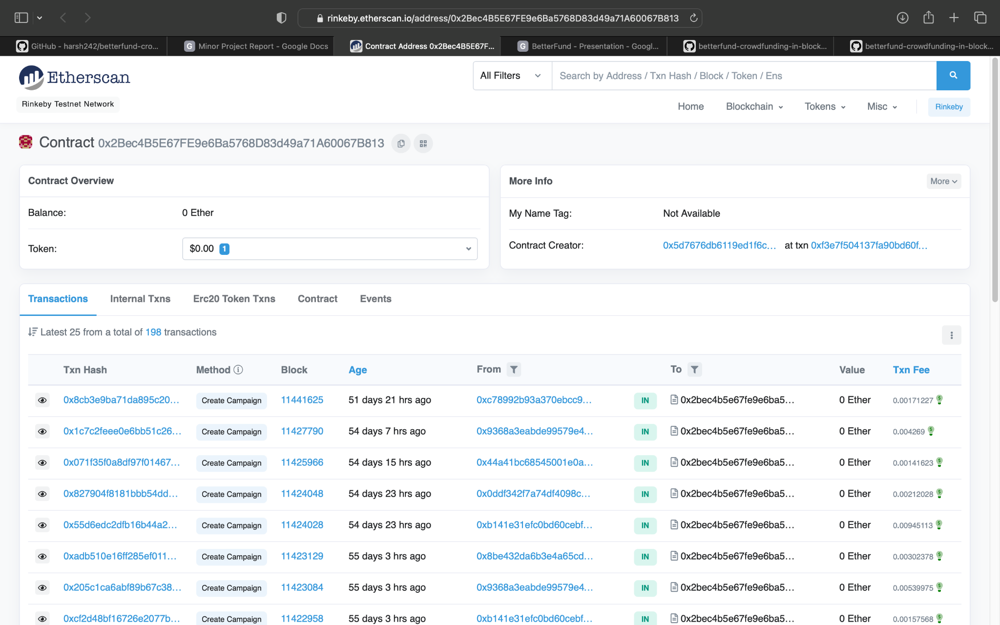 rinkeby.etherscan.io/address/0x2Bec4B5E67FE9e6Ba5768D83d49a71A60067B813
GitHub - harsh242/betterfund-cro...
G Minor Project Report - Google Docs
Contract Address 0x2Bec4B5E67F...
G BetterFund - Presentation - Googl...
betterfund-crowdfunding-in-block...
betterfund-crowdfunding-in-block...
Etherscan
All Filters
Search by Address / Txn Hash / Block / Token / Ens
Rinkeby Testnet Network
Home Blockchain Tokens Misc Rinkeby
Contract 0x2Bec4B5E67FE9e6Ba5768D83d49a71A60067B813
Contract Overview
Balance: 0 Ether
Token: $0.00 1
More Info More
My Name Tag: Not Available
Contract Creator: 0x5d7676db6119ed1f6c... at txn 0xf3e7f504137fa90bd60f...
Transactions Internal Txns Erc20 Token Txns Contract Events
Latest 25 from a total of 198 transactions
Txn Hash Method Block Age From To Value Txn Fee
0x8cb3e9ba71da895c20... Create Campaign 11441625 51 days 21 hrs ago 0xc78992b93a370ebcc9... IN 0x2bec4b5e67fe9e6ba5... 0 Ether 0.00171227
0x1c7c2feee0e6bb51c26... Create Campaign 11427790 54 days 7 hrs ago 0x9368a3eabde99579e4... IN 0x2bec4b5e67fe9e6ba5... 0 Ether 0.004269
0x071f35f0a8df97f01467... Create Campaign 11425966 54 days 15 hrs ago 0x44a41bc68545001e0a... IN 0x2bec4b5e67fe9e6ba5... 0 Ether 0.00141623
0x827904f8181bbb54dd... Create Campaign 11424048 54 days 23 hrs ago 0x0ddf342f7a74df4098c... IN 0x2bec4b5e67fe9e6ba5... 0 Ether 0.00212028
0x55d6edc2dfb16b44a2... Create Campaign 11424028 54 days 23 hrs ago 0xb141e31efc0bd60cebf... IN 0x2bec4b5e67fe9e6ba5... 0 Ether 0.00945113
0xadb510e16ff285ef011... Create Campaign 11423129 55 days 3 hrs ago 0x8be432da6b3e4a65cd... IN 0x2bec4b5e67fe9e6ba5... 0 Ether 0.00302378
0x205c1ca6abf89b67c38... Create Campaign 11423084 55 days 3 hrs ago 0x9368a3eabde99579e4... IN 0x2bec4b5e67fe9e6ba5... 0 Ether 0.00539975
0xcf2d48bf16726e2077b... Create Campaign 11422958 55 days 3 hrs ago 0xb141e31efc0bd60cebf... IN 0x2bec4b5e67fe9e6ba5... 0 Ether 0.00157568